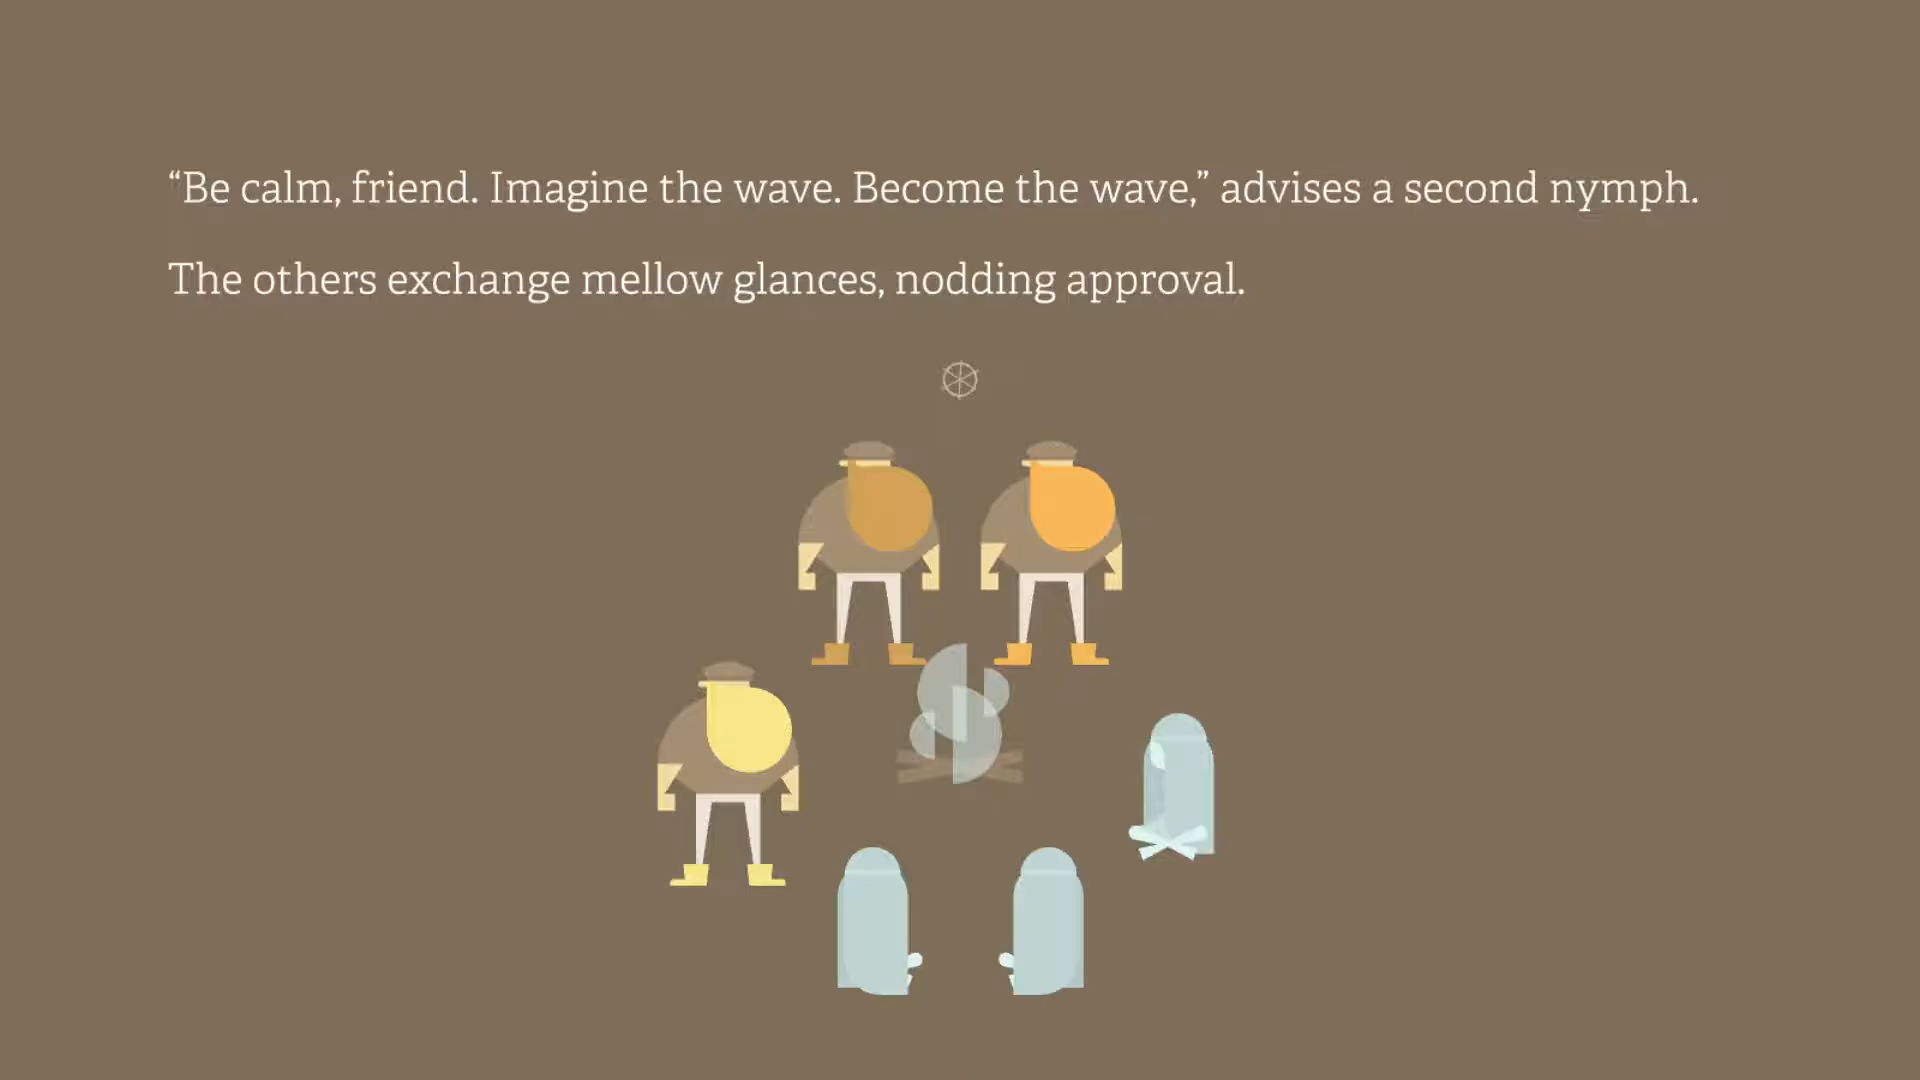 “Be calm, friend. Imagine the wave. Become the wave,” advises a second nymph.
The others exchange mellow glances, nodding approval.